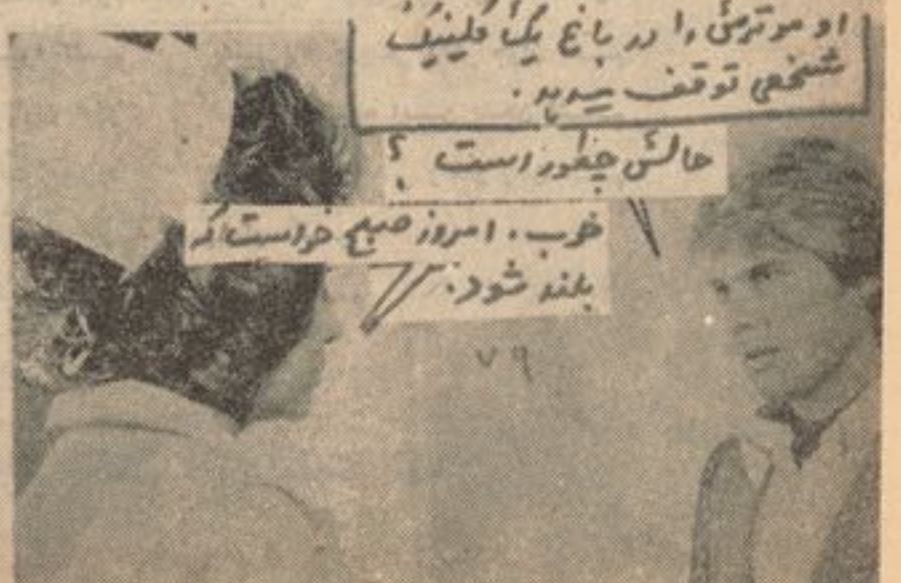 او موترش را در باغ یک کلینیک
شخصی توقف میدهد.
حالش چطور است ؟
خوب. امروز صبح خواست که
بلند شود.
۷۹